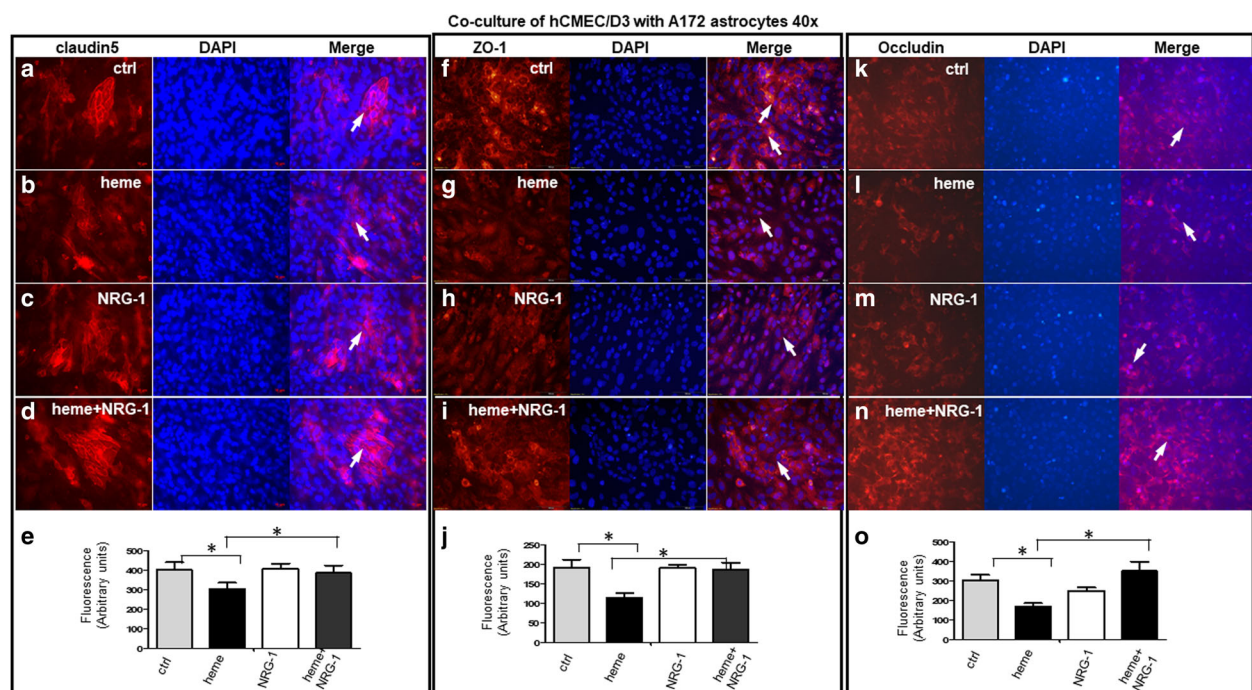 Co-culture of hCMEC/D3 with A172 astrocytes 40x
claudin5 DAPI Merge
a ctrl
b heme
c NRG-1
d heme+NRG-1
e
Fluorescence
(Arbitrary units)
500
400
300
200
100
0
* *
ctrl heme NRG-1 heme+
NRG-1
ZO-1 DAPI Merge
f ctrl
g heme
h NRG-1
i heme+NRG-1
j
Fluorescence
(Arbitrary units)
250
200
150
100
50
0
* *
ctrl heme NRG-1 heme+
NRG-1
Occludin DAPI Merge
k ctrl
l heme
m NRG-1
n heme+NRG-1
o
Fluorescence
(Arbitrary units)
500
400
300
200
100
0
* *
ctrl heme NRG-1 heme+
NRG-1